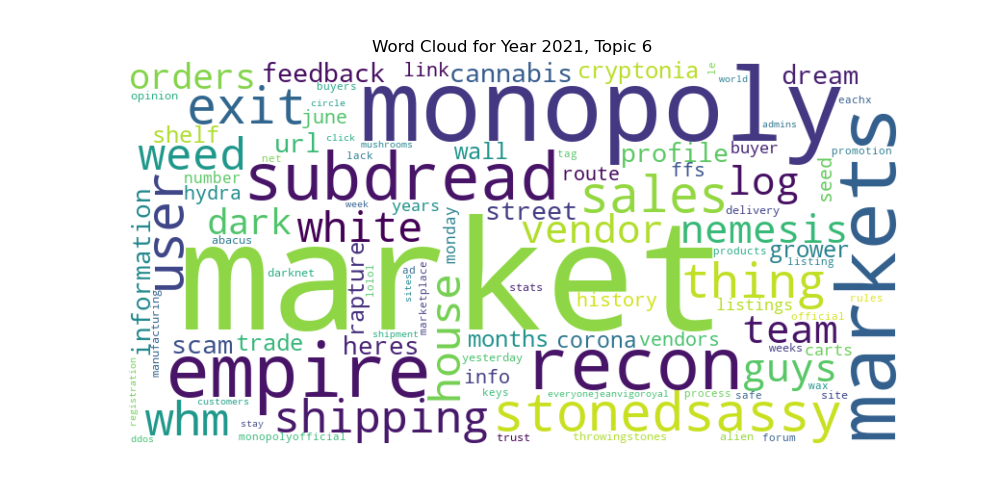 Word Cloud for Year 2021, Topic 6
orders
feedback
link
cannabis
cryptonia
le
world
dream
opinion
buyers
exit
monopoly
eachx
circle
june
shelf
url
click
mushrooms
admins
weed
lack
wall
tag
profile
buyer
promotion
net
number
hydra
subdread
route
ffs
log
seed
user
years
week
sales
markets
information
dark
white
street
delivery
monday
abacus
vendor
nemesis
products
grower
listing
market
darknet
rapture
lolol
ad
sites
marketplace
house
stats
thing
history
listings
rules
manufacturing
official
scam
trade
shipment
heres
months
corona
vendors
team
weeks
carts
empire
yesterday
info
recon
guys
registration
customers
keys
everyonejeanvigoroyal
process
safe
wax
site
whm
shipping
stonedsassy
stay
ddos
monopolyofficial
trust
throwingstones
alien
forum